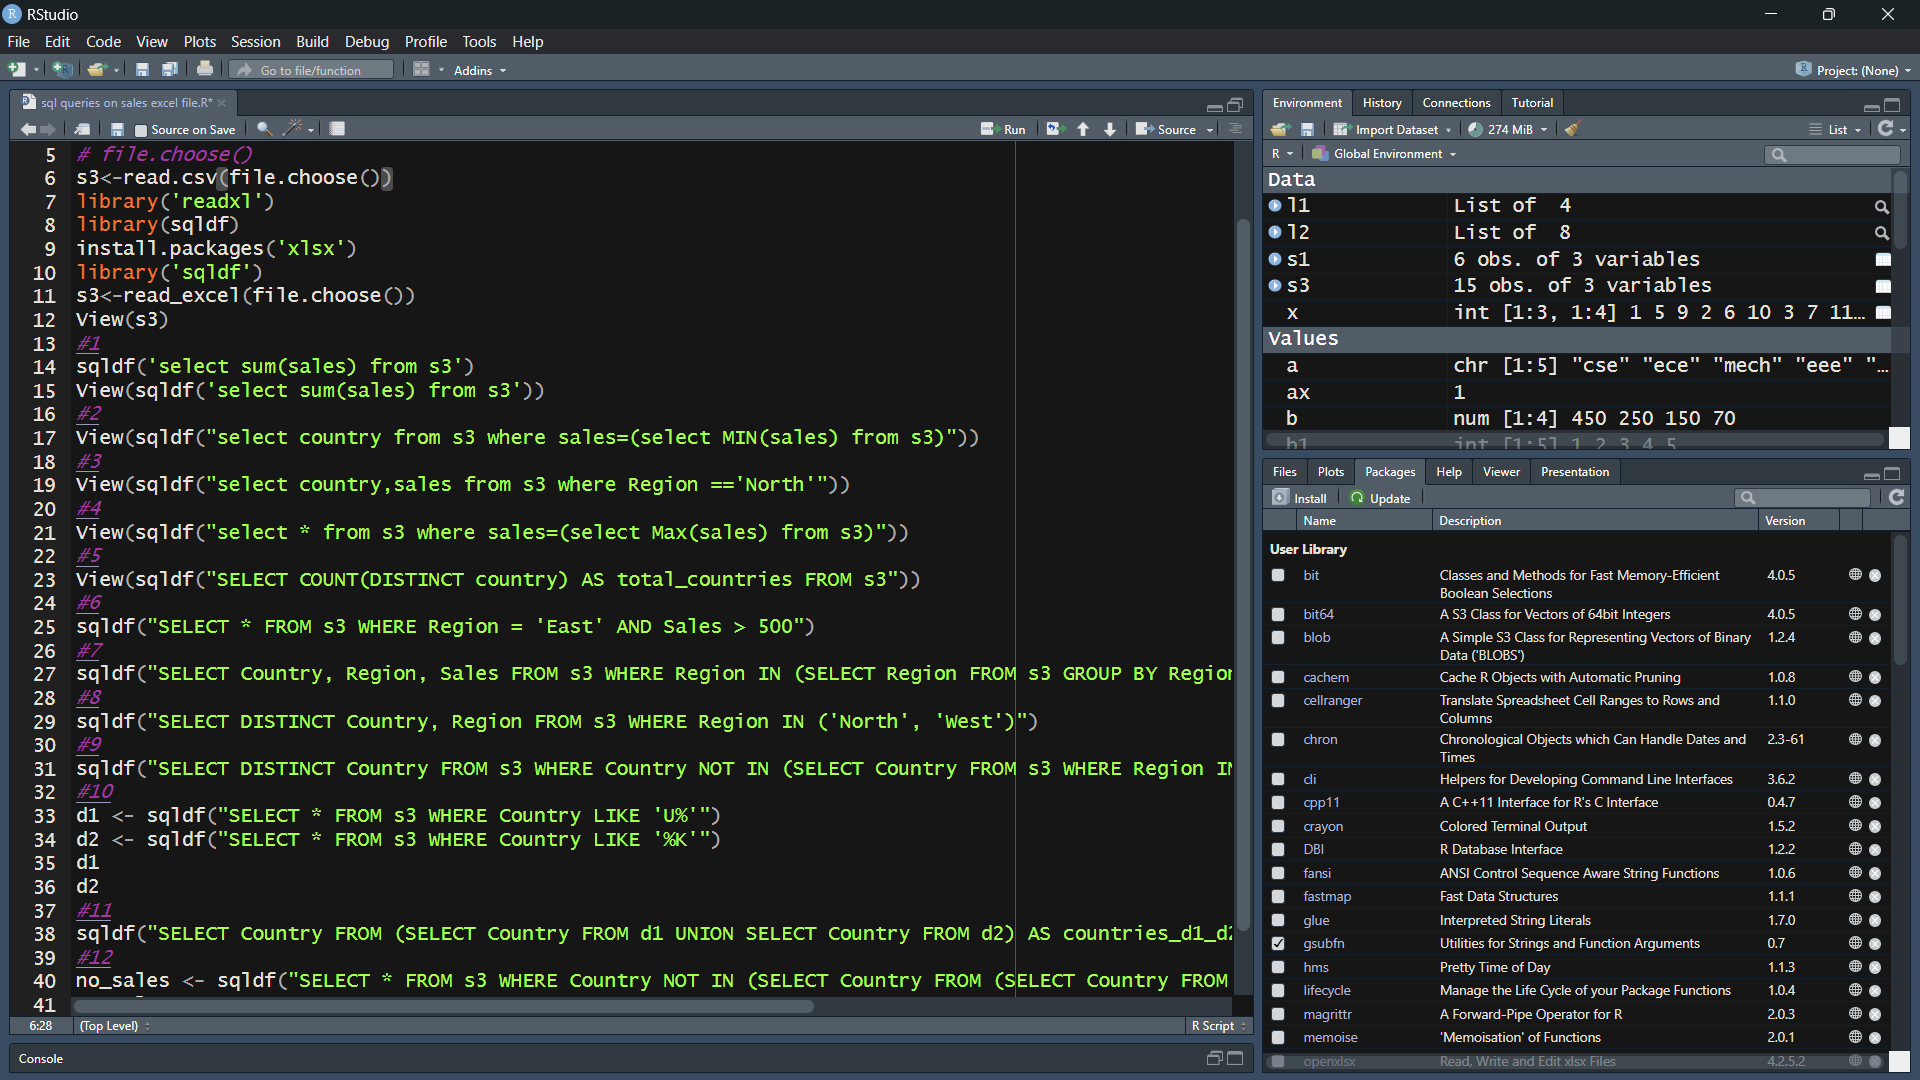 RStudio
File Edit Code View Plots Session Build Debug Profile Tools Help
Go to file/function Addins Project: (None)
sql queries on sales excel file.R*
Source on Save Run Source
5 # file.choose()
6 s3<-read.csv(file.choose())
7 library('readxl')
8 library(sqldf)
9 install.packages('xlsx')
10 library('sqldf')
11 s3<-read_excel(file.choose())
12 View(s3)
13 #1
14 sqldf('select sum(sales) from s3')
15 View(sqldf('select sum(sales) from s3'))
16 #2
17 View(sqldf("select country from s3 where sales=(select MIN(sales) from s3)"))
18 #3
19 View(sqldf("select country,sales from s3 where Region =='North'"))
20 #4
21 View(sqldf("select * from s3 where sales=(select Max(sales) from s3)"))
22 #5
23 View(sqldf("SELECT COUNT(DISTINCT country) AS total_countries FROM s3"))
24 #6
25 sqldf("SELECT * FROM s3 WHERE Region = 'East' AND Sales > 500")
26 #7
27 sqldf("SELECT Country, Region, Sales FROM s3 WHERE Region IN (SELECT Region FROM s3 GROUP BY Region
28 #8
29 sqldf("SELECT DISTINCT Country, Region FROM s3 WHERE Region IN ('North', 'West')")
30 #9
31 sqldf("SELECT DISTINCT Country FROM s3 WHERE Country NOT IN (SELECT Country FROM s3 WHERE Region IN
32 #10
33 d1 <- sqldf("SELECT * FROM s3 WHERE Country LIKE 'U%'")
34 d2 <- sqldf("SELECT * FROM s3 WHERE Country LIKE '%K'")
35 d1
36 d2
37 #11
38 sqldf("SELECT Country FROM (SELECT Country FROM d1 UNION SELECT Country FROM d2) AS countries_d1_d2
39 #12
40 no_sales <- sqldf("SELECT * FROM s3 WHERE Country NOT IN (SELECT Country FROM (SELECT Country FROM
41
6:28 (Top Level) R Script
Console
Environment History Connections Tutorial
Import Dataset 274 MiB List
R Global Environment
Data
l1 List of 4
l2 List of 8
s1 6 obs. of 3 variables
s3 15 obs. of 3 variables
x int [1:3, 1:4] 1 5 9 2 6 10 3 7 11…
Values
a chr [1:5] "cse" "ece" "mech" "eee" "…
ax 1
b num [1:4] 450 250 150 70
b1 int [1:5] 1 2 3 4 5
Files Plots Packages Help Viewer Presentation
Install Update
Name Description Version
User Library
bit Classes and Methods for Fast Memory-Efficient 4.0.5
Boolean Selections
bit64 A S3 Class for Vectors of 64bit Integers 4.0.5
blob A Simple S3 Class for Representing Vectors of Binary 1.2.4
Data ('BLOBS')
cachem Cache R Objects with Automatic Pruning 1.0.8
cellranger Translate Spreadsheet Cell Ranges to Rows and 1.1.0
Columns
chron Chronological Objects which Can Handle Dates and 2.3-61
Times
cli Helpers for Developing Command Line Interfaces 3.6.2
cpp11 A C++11 Interface for R's C Interface 0.4.7
crayon Colored Terminal Output 1.5.2
DBI R Database Interface 1.2.2
fansi ANSI Control Sequence Aware String Functions 1.0.6
fastmap Fast Data Structures 1.1.1
glue Interpreted String Literals 1.7.0
gsubfn Utilities for Strings and Function Arguments 0.7
hms Pretty Time of Day 1.1.3
lifecycle Manage the Life Cycle of your Package Functions 1.0.4
magrittr A Forward-Pipe Operator for R 2.0.3
memoise 'Memoisation' of Functions 2.0.1
openxlsx Read, Write and Edit xlsx Files 4.2.5.2